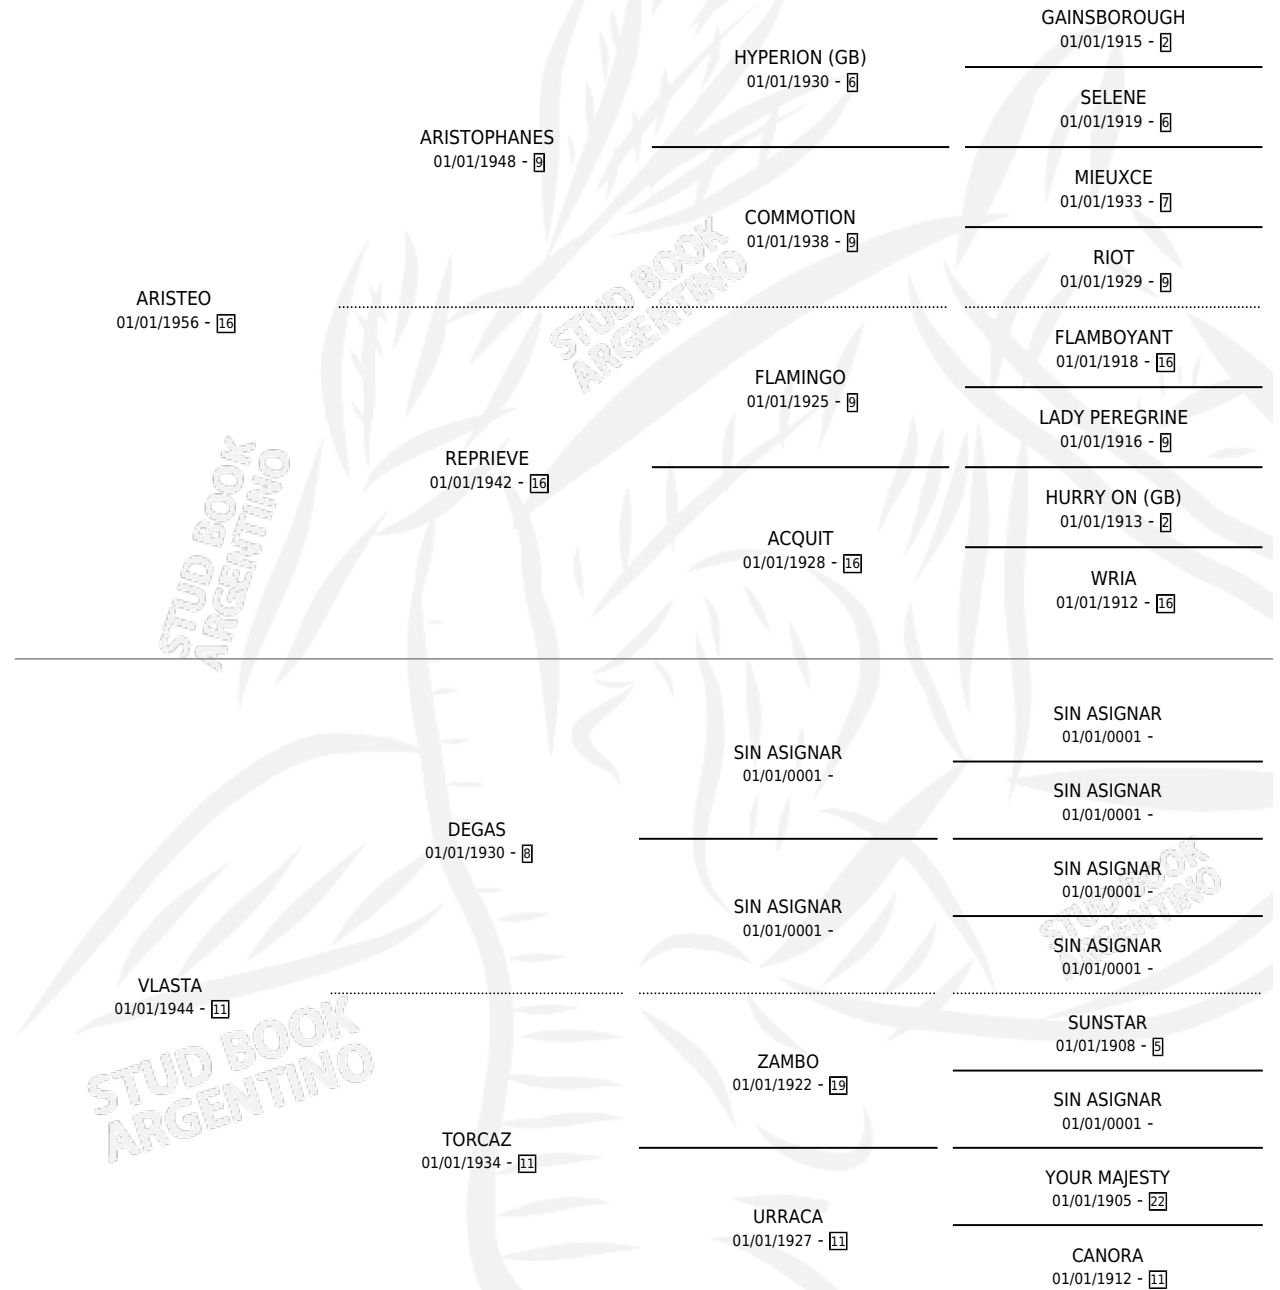 GAINSBOROUGH
01/01/1915 - 2
HYPERION (GB)
01/01/1930 - 6
SELENE
01/01/1919 - 6
ARISTOPHANES
01/01/1948 - 9
MIEUXCE
01/01/1933 - 7
COMMOTION
01/01/1938 - 9
RIOT
01/01/1929 - 9
ARISTEO
01/01/1956 - 16
FLAMBOYANT
01/01/1918 - 16
FLAMINGO
01/01/1925 - 9
LADY PEREGRINE
01/01/1916 - 9
REPRIEVE
01/01/1942 - 16
HURRY ON (GB)
01/01/1913 - 2
ACQUIT
01/01/1928 - 16
WRIA
01/01/1912 - 16
SIN ASIGNAR
01/01/0001 -
SIN ASIGNAR
01/01/0001 -
SIN ASIGNAR
01/01/0001 -
DEGAS
01/01/1930 - 8
SIN ASIGNAR
01/01/0001 -
SIN ASIGNAR
01/01/0001 -
SIN ASIGNAR
01/01/0001 -
VLASTA
01/01/1944 - 11
SUNSTAR
01/01/1908 - 5
ZAMBO
01/01/1922 - 19
SIN ASIGNAR
01/01/0001 -
TORCAZ
01/01/1934 - 11
YOUR MAJESTY
01/01/1905 - 22
URRACA
01/01/1927 - 11
CANORA
01/01/1912 - 11
STUD BOOK
ARGENTINO
STUD BOOK
ARGENTINO
STUD BOOK
ARGENTINO
STUD BOOK
ARGENTINO